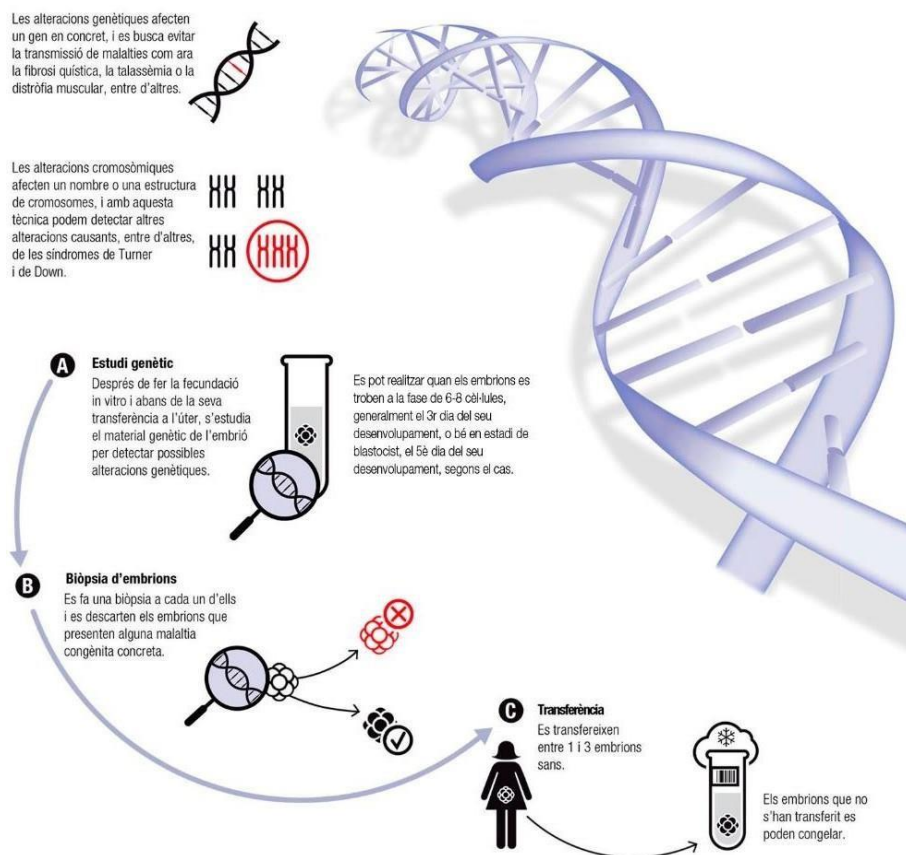 Les alteracions genètiques afecten
un gen en concret, i es busca evitar
la transmissió de malalties com ara
la fibrosi quística, la talassèmia o la
distròfia muscular, entre d'altres.
Les alteracions cromosòmiques
afecten un nombre o una estructura
de cromosomes, i amb aquesta
tècnica podem detectar altres
alteracions causants, entre d'altres,
de les síndromes de Turner
i de Down.
A
Estudi genètic
Després de fer la fecundació
in vitro i abans de la seva
transferència a l'úter, s'estudia
el material genètic de l'embrió
per detectar possibles
alteracions genètiques.
Es pot realitzar quan els embrions es
troben a la fase de 6-8 cèl·lules,
generalment el 3r dia del seu
desenvolupament, o bé en estadi de
blastocist, el 5è dia del seu
desenvolupament, segons el cas.
B
Biòpsia d'embrions
Es fa una biòpsia a cada un d'ells
i es descarten els embrions que
presenten alguna malaltia
congènita concreta.
C
Transferència
Es transfereixen
entre 1 i 3 embrions
sans.
Els embrions que no
s'han transferit es
poden congelar.